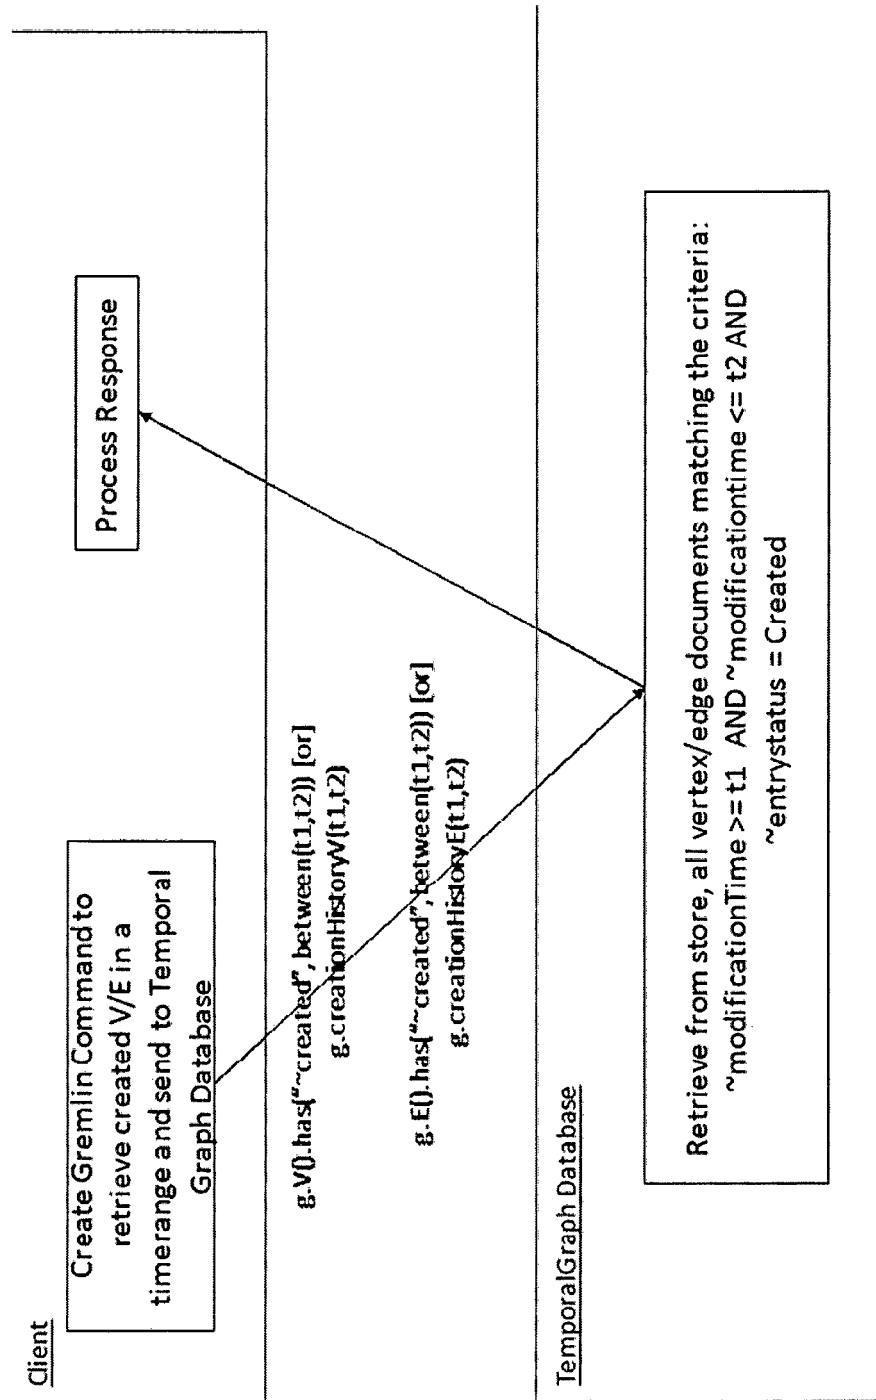 Client
Create Gremlin Command to
retrieve created V/E in a
timerange and send to Temporal
Graph Database
Process Response
g.V().has("~created", between(t1,t2)) [or]
g.creationHistoryV(t1,t2)
g.E().has("~created", between(t1,t2)) [or]
g.creationHistoryE(t1,t2)
TemporalGraph Database
Retrieve from store, all vertex/edge documents matching the criteria:
~modificationTime >= t1 AND ~modificationtime <= t2 AND
~entrystatus = Created